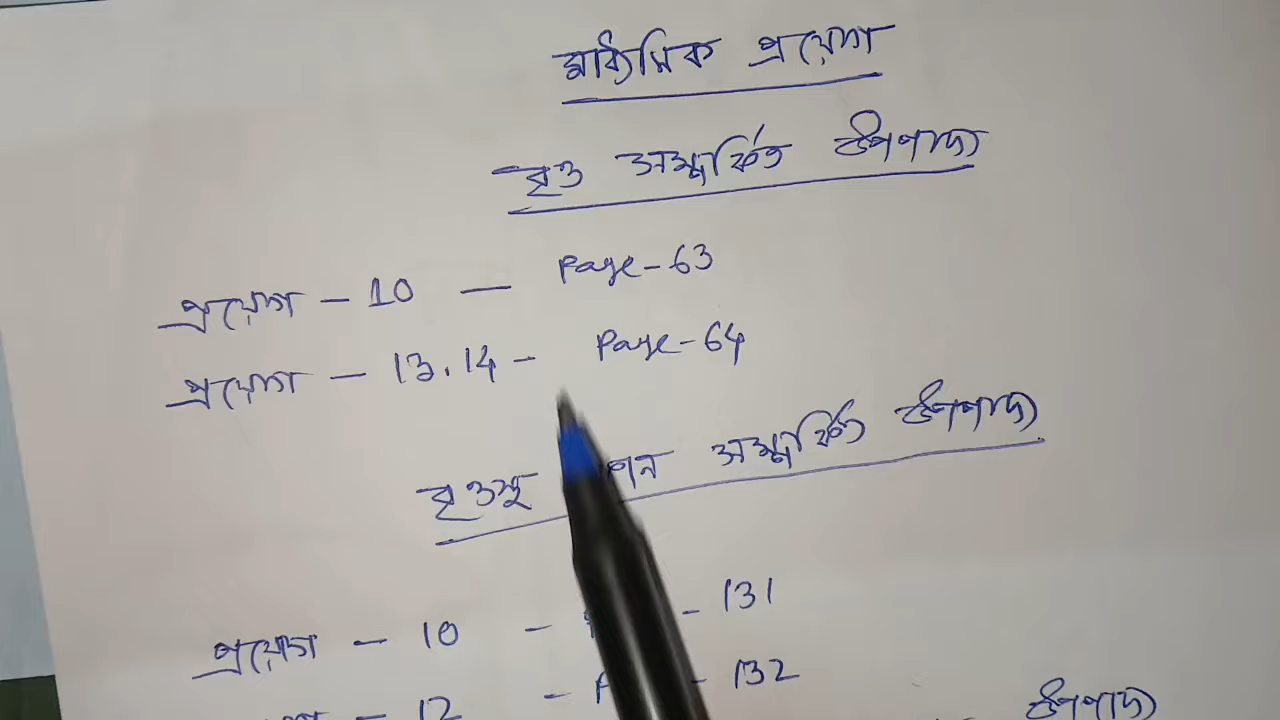 মাধ্যমিক প্রয়োগ
বৃত্ত সম্পর্কিত উপপাদ্য
প্রয়োগ - 10 — Page-63
প্রয়োগ - 13.14 - Page-64
সম্পর্কিত উপপাদ্য
প্রয়োগ - 10 - - 131
- 12 - - 132
উপপাদ্য